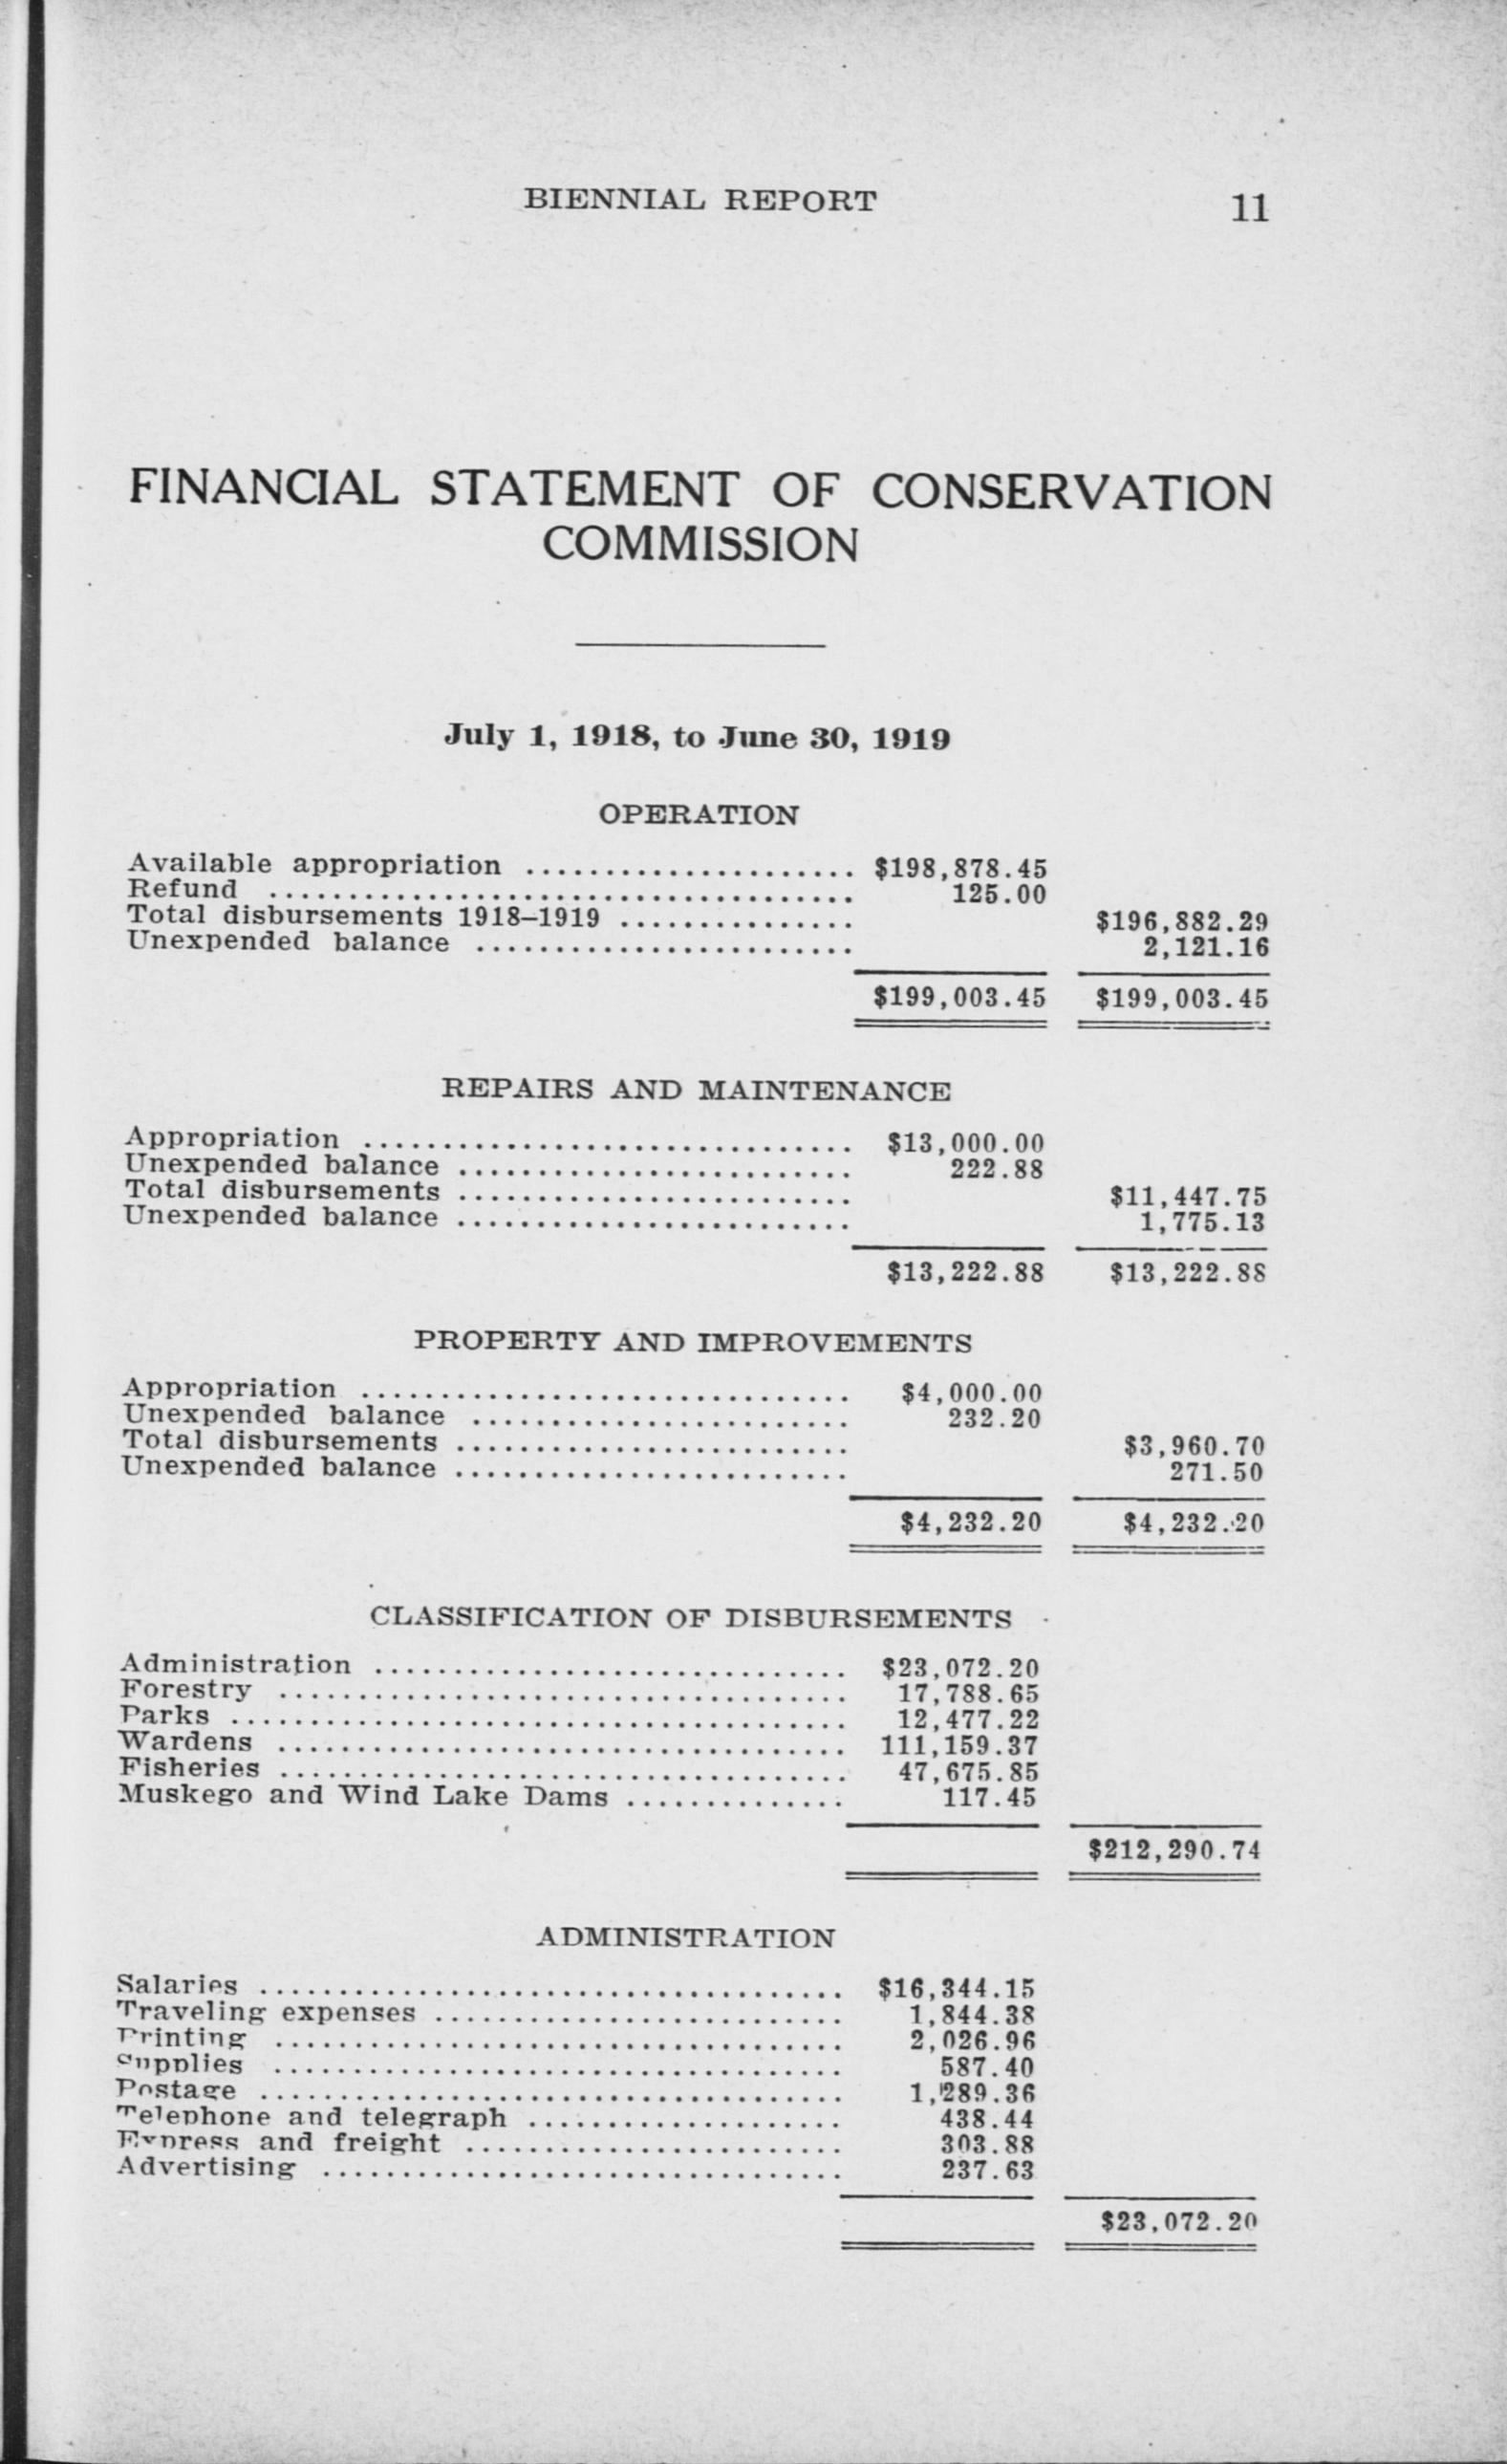 BIENNIAL REPORT 11
FINANCIAL STATEMENT OF CONSERVATION
COMMISSION
July 1, 1918, to June 30, 1919
OPERATION
Available appropriation ..................... $198,878.45
Refund ..................................... 125.00
Total disbursements 1918–1919 ............... $196,882.29
Unexpended balance ........................ 2,121.16
$199,003.45 $199,003.45
REPAIRS AND MAINTENANCE
Appropriation ............................... $13,000.00
Unexpended balance ......................... 222.88
Total disbursements ......................... $11,447.75
Unexpended balance ......................... 1,775.13
$13,222.88 $13,222.88
PROPERTY AND IMPROVEMENTS
Appropriation ............................... $4,000.00
Unexpended balance ........................ 232.20
Total disbursements ......................... $3,960.70
Unexpended balance ......................... 271.50
$4,232.20 $4,232.20
CLASSIFICATION OF DISBURSEMENTS
Administration .............................. $23,072.20
Forestry .................................... 17,788.65
Parks ....................................... 12,477.22
Wardens .................................... 111,159.37
Fisheries .................................... 47,675.85
Muskego and Wind Lake Dams .............. 117.45
$212,290.74
ADMINISTRATION
Salaries ..................................... $16,344.15
Traveling expenses .......................... 1,844.38
Printing .................................... 2,026.96
Supplies .................................... 587.40
Postage ..................................... 1,289.36
Telephone and telegraph .................... 438.44
Express and freight ........................ 303.88
Advertising ................................. 237.63
$23,072.20